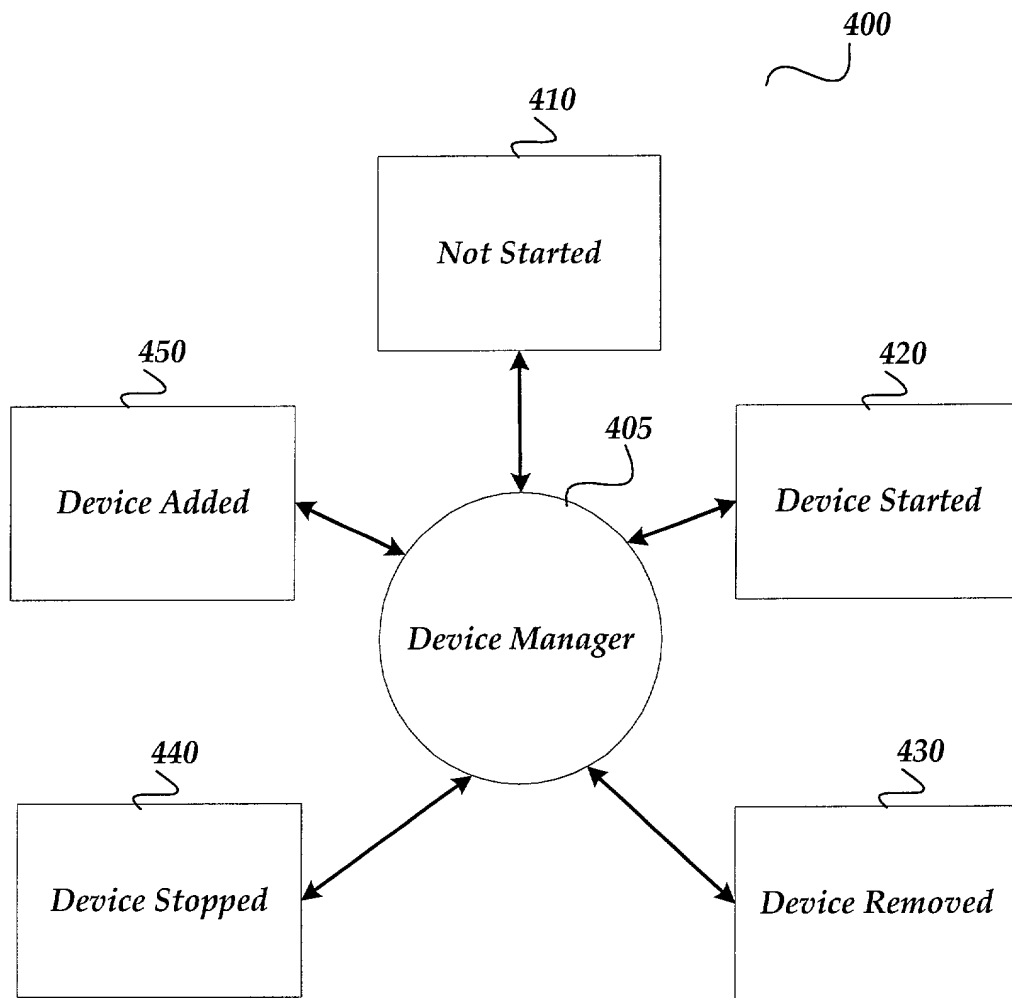 400
410
Not Started
450
420
405
Device Added
Device Started
Device Manager
440
430
Device Stopped
Device Removed